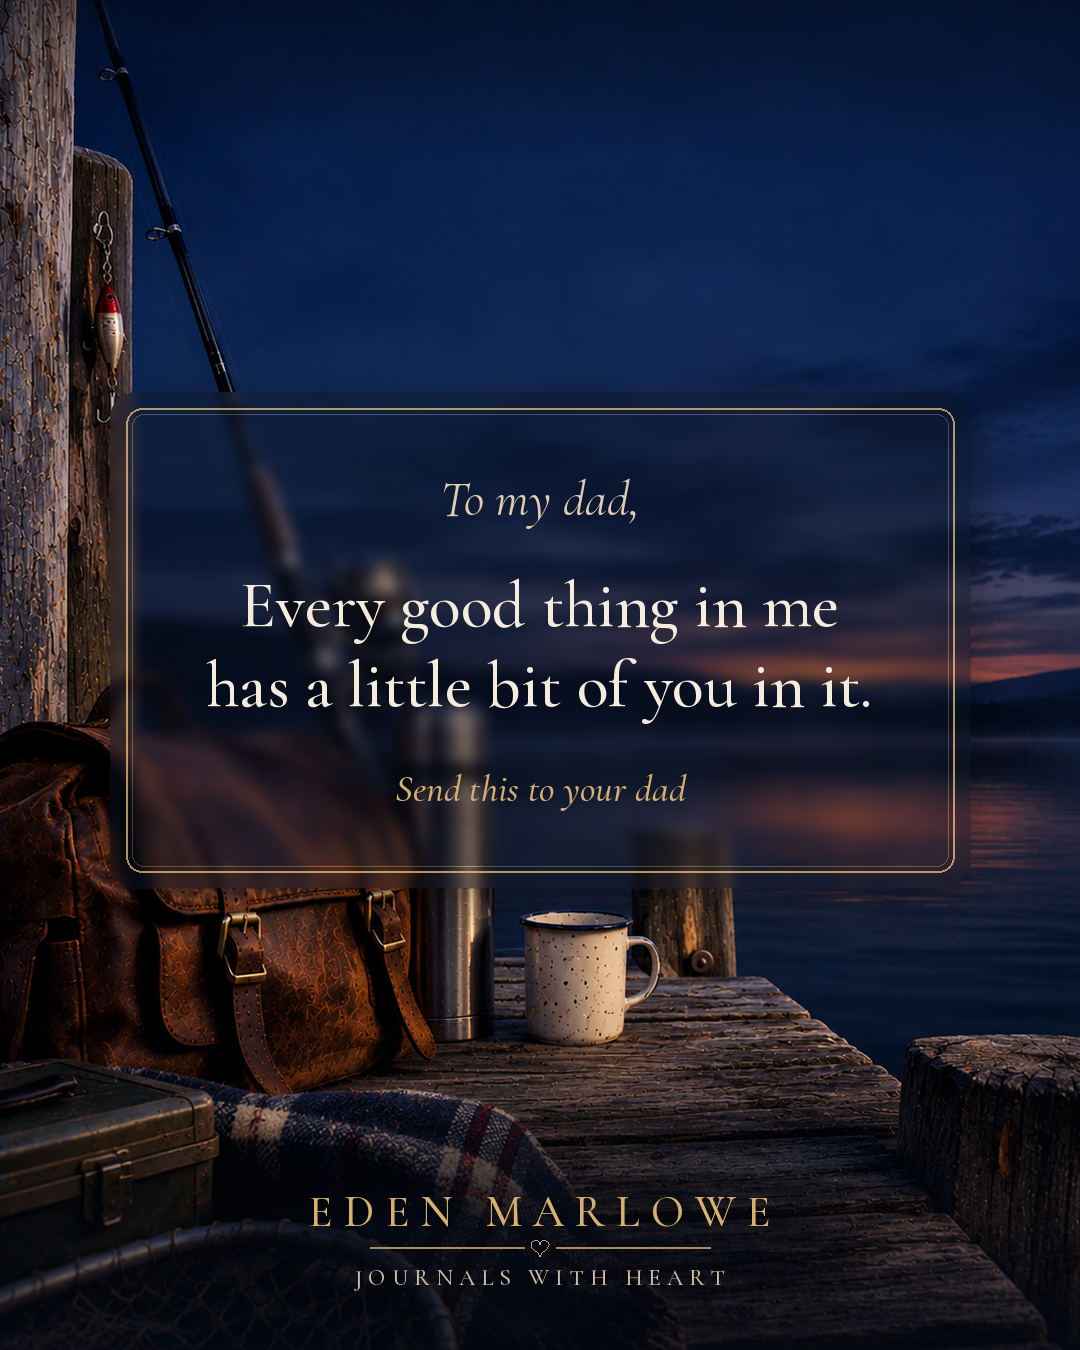 To my dad,
Every good thing in me
has a little bit of you in it.
Send this to your dad
EDEN MARLOWE
JOURNALS WITH HEART